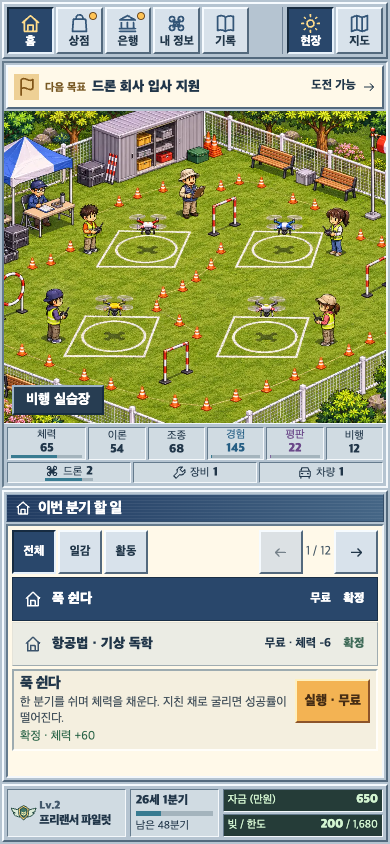 홈
상점
은행
내 정보
기록
현장
지도
다음 목표 드론 회사 입사 지원 도전 가능 →
비행 실습장
체력 이론 조종 경험 평판 비행
65 54 68 145 22 12
드론 2 장비 1 차량 1
이번 분기 할 일
전체 일감 활동 ← 1 / 12 →
푹 쉰다 무료 확정
항공법 · 기상 독학 무료 · 체력 -6 확정
푹 쉰다
한 분기를 쉬며 체력을 채운다. 지친 채로 굴리면 성공률이
떨어진다.
확정 · 체력 +60
실행 · 무료
Lv.2
프리랜서 파일럿
26세 1분기
남은 48분기
자금 (만원) 650
빚 / 한도 200 / 1,680